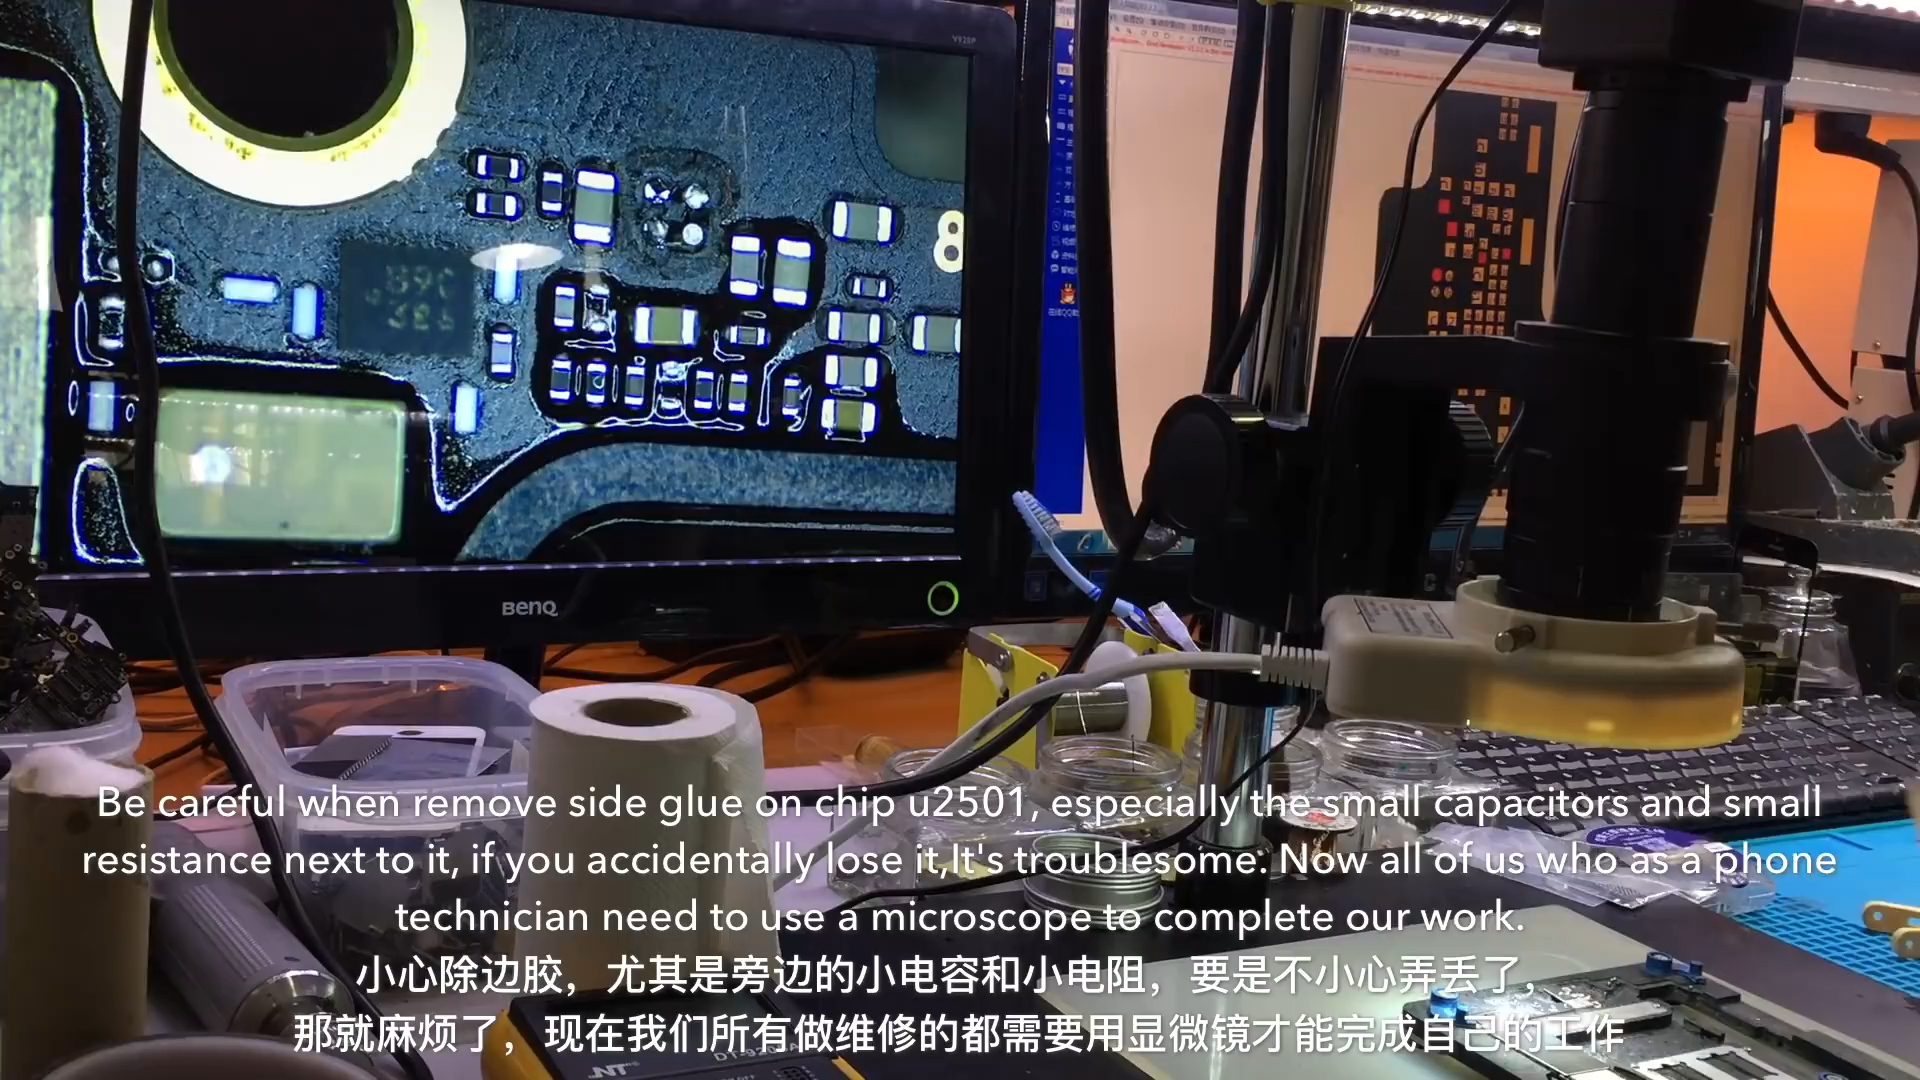 V920P
8
BenQ
Be careful when remove side glue on chip u2501, especially the small capacitors and small
resistance next to it, if you accidentally lose it,It's troublesome. Now all of us who as a phone
technician need to use a microscope to complete our work.
小心除边胶，尤其是旁边的小电容和小电阻，要是不小心弄丢了，
那就麻烦了，现在我们所有做维修的都需要用显微镜才能完成自己的工作